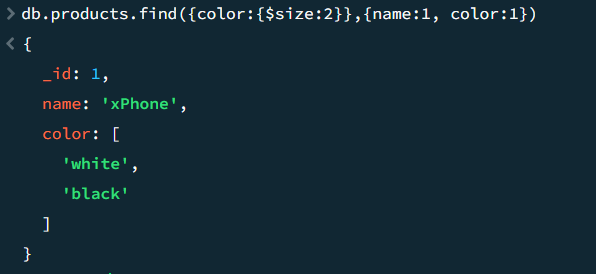 > db.products.find({color:{$size:2}},{name:1, color:1})
< {
_id: 1,
name: 'xPhone',
color: [
'white',
'black'
]
}